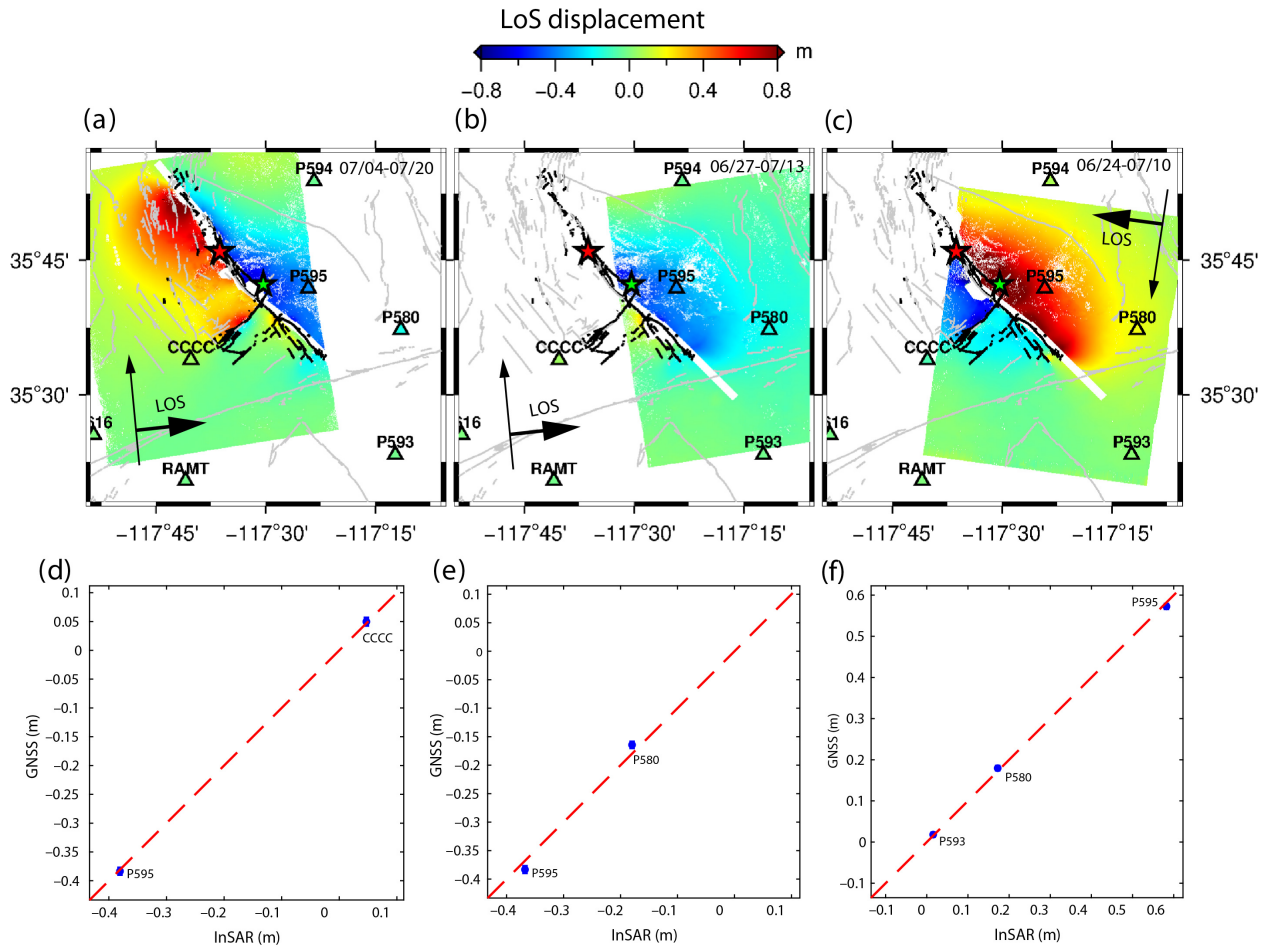 LoS displacement
m
−0.8 −0.4 0.0 0.4 0.8
(a) (b) (c)
P594 07/04-07/20
P594 06/27-07/13
P594 06/24-07/10
LOS
35°45'
P595
P595
P595
35°45'
P580
P580
P580
CCCC
CCCC
CCCC
35°30'
LOS
LOS
35°30'
616
P593
P593
P593
RAMT
RAMT
RAMT
−117°45' −117°30' −117°15'
−117°45' −117°30' −117°15'
−117°45' −117°30' −117°15'
(d)
0.1
0.05
0
−0.05
−0.1
−0.15
−0.2
−0.25
−0.3
−0.35
−0.4
GNSS (m)
CCCC
P595
−0.4 −0.3 −0.2 −0.1 0 0.1
InSAR (m)
(e)
0.1
0.05
0
−0.05
−0.1
−0.15
−0.2
−0.25
−0.3
−0.35
−0.4
GNSS (m)
P580
P595
−0.4 −0.3 −0.2 −0.1 0 0.1
InSAR (m)
(f)
0.6
0.5
0.4
0.3
0.2
0.1
0
−0.1
GNSS (m)
P595
P580
P593
−0.1 0 0.1 0.2 0.3 0.4 0.5 0.6
InSAR (m)